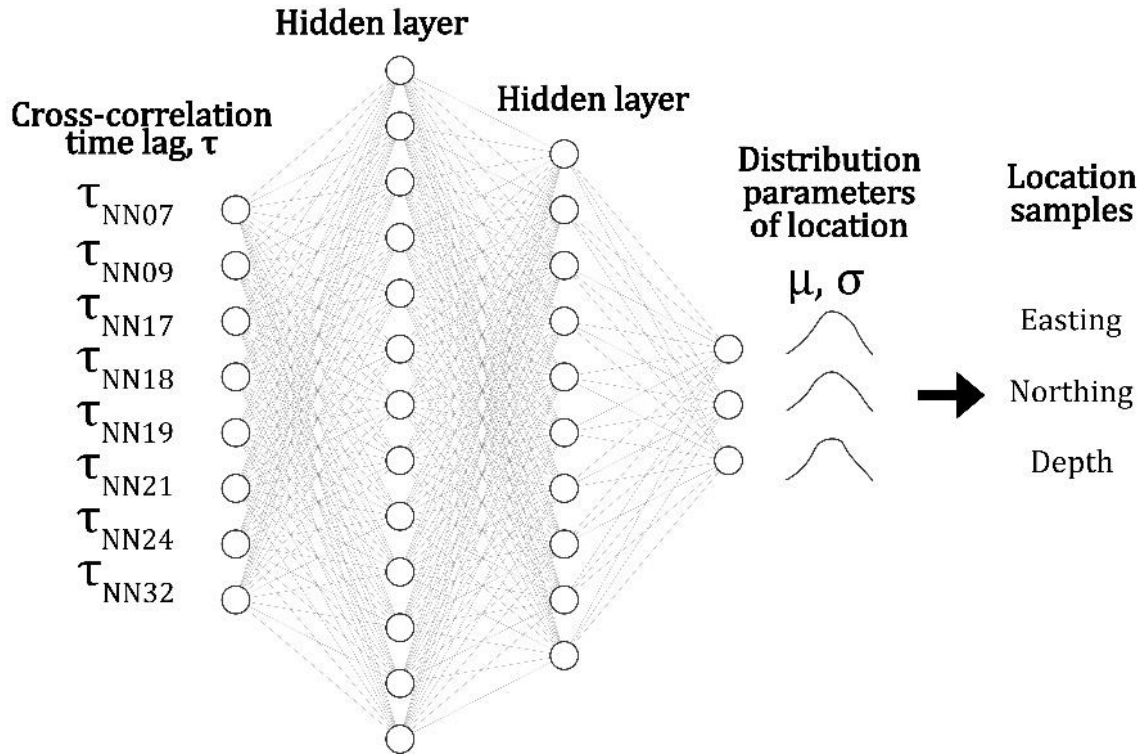 Hidden layer
Hidden layer
Cross-correlation
time lag, τ
τNN07
τNN09
τNN17
τNN18
τNN19
τNN21
τNN24
τNN32
Distribution
parameters
of location
μ, σ
Location
samples
Easting
Northing
Depth